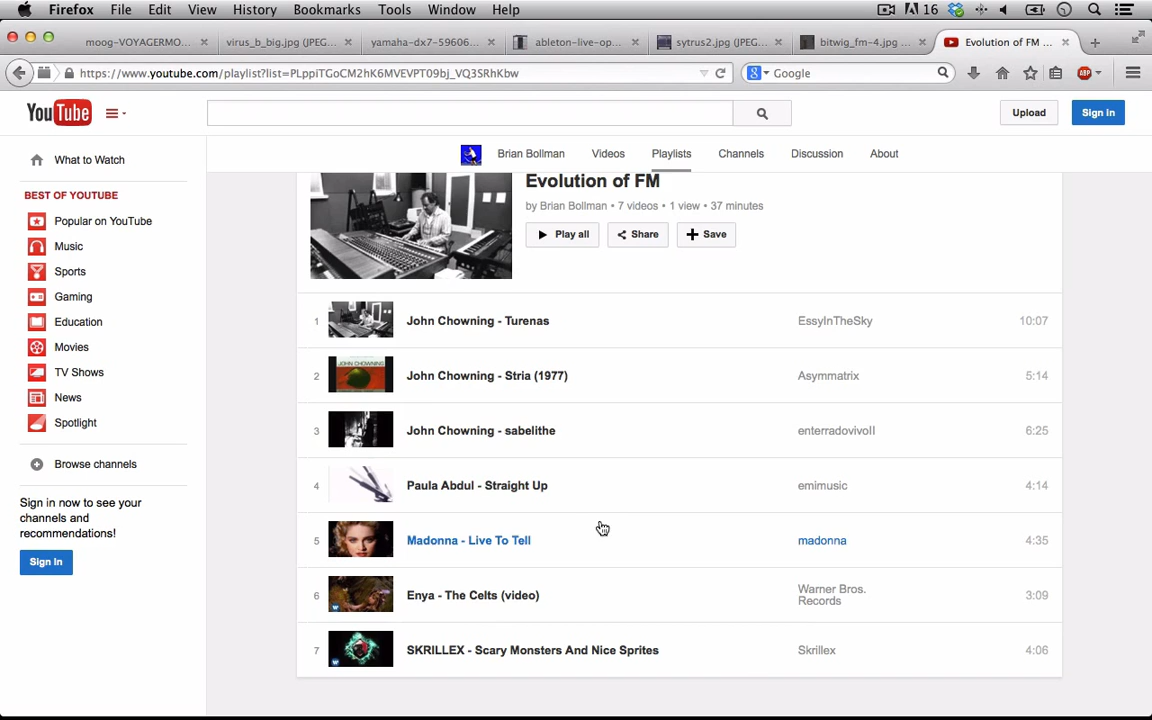 Firefox File Edit View History Bookmarks Tools Window Help 16
moog-VOYAGERMO... virus_b_big.jpg (JPEG... yamaha-dx7-59606... ableton-live-op... sytrus2.jpg (JPEG... bitwig_fm-4.jpg ... Evolution of FM ...
https://www.youtube.com/playlist?list=PLppiTGoCM2hK6MVEVPT09bj_VQ3SRhKbw Google ABP
YouTube Upload Sign in
Brian Bollman Videos Playlists Channels Discussion About
What to Watch
BEST OF YOUTUBE
Popular on YouTube
Music
Sports
Gaming
Education
Movies
TV Shows
News
Spotlight
Browse channels
Sign in now to see your
channels and
recommendations!
Sign In
Evolution of FM
by Brian Bollman • 7 videos • 1 view • 37 minutes
Play all Share Save
1 John Chowning - Turenas EssyInTheSky 10:07
2 John Chowning - Stria (1977) Asymmatrix 5:14
3 John Chowning - sabelithe enterradovivoII 6:25
4 Paula Abdul - Straight Up emimusic 4:14
5 Madonna - Live To Tell madonna 4:35
6 Enya - The Celts (video) Warner Bros. Records 3:09
7 SKRILLEX - Scary Monsters And Nice Sprites Skrillex 4:06